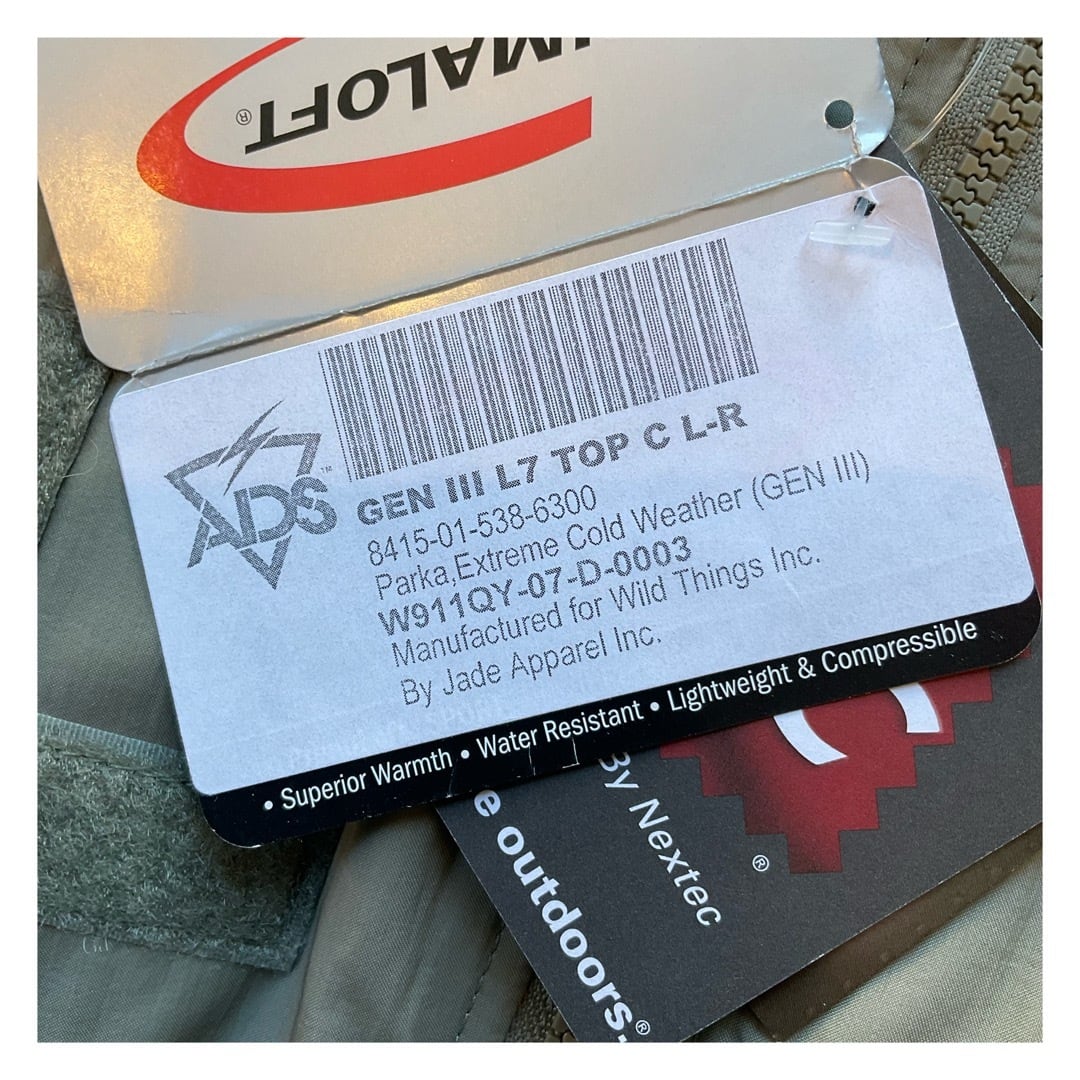 ADS™
GEN III L7 TOP C L-R
8415-01-538-6300
Parka,Extreme Cold Weather (GEN III)
W911QY-07-D-0003
Manufactured for Wild Things Inc.
By Jade Apparel Inc.
• Superior Warmth • Water Resistant • Lightweight & Compressible
By Nextec
®
outdoors.®